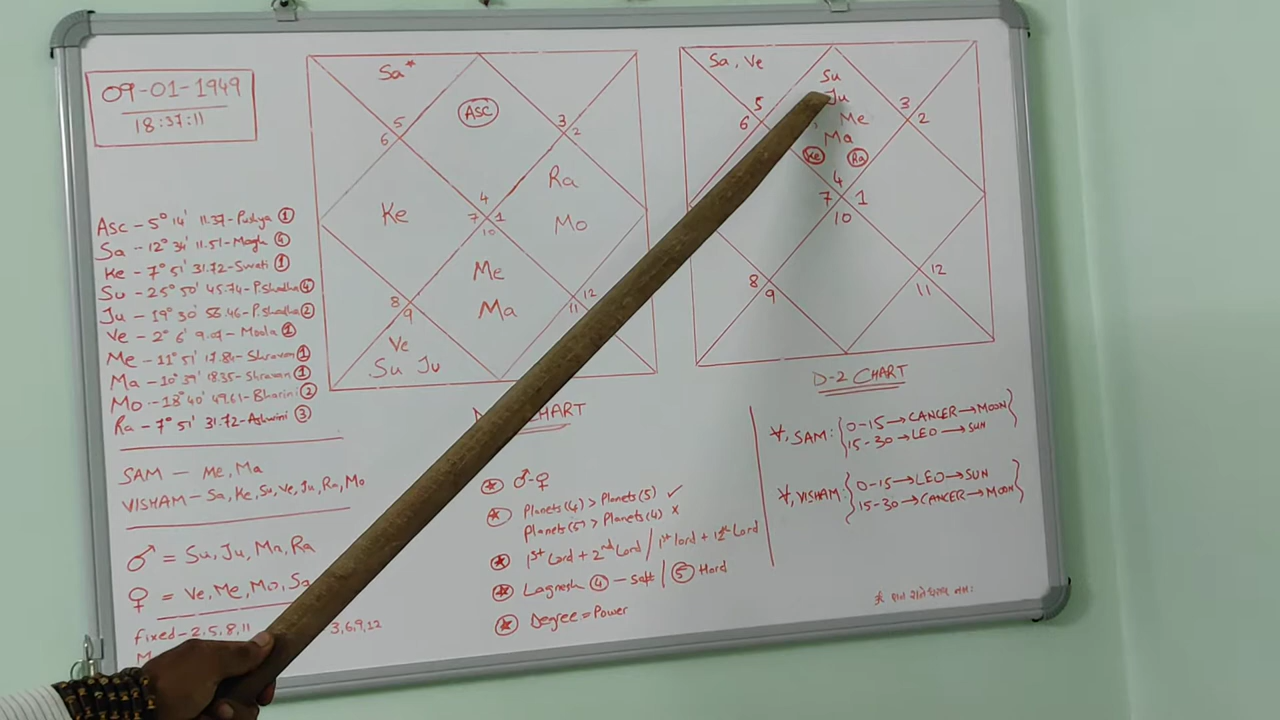 09-01-1949
18:37:11
Asc - 5° 14' 11.37 - Pushya ①
Sa - 12° 34' 11.51 - Magh ④
Ke - 7° 51' 31.72 - Swati ①
Su - 25° 50' 45.74 - P.Shadha ④
Ju - 19° 30' 56.46 - P.Shadha ②
Ve - 2° 6' 9.07 - Moola ①
Me - 11° 51' 17.80 - Shravan ①
Ma - 10° 39' 18.35 - Shravan ①
Mo - 18° 40' 49.61 - Bharini ②
Ra - 7° 51' 31.72 - Ashwini ③
SAM - Me, Ma
VISHAM - Sa, Ke, Su, Ve, Ju, Ra, Mo
♂ = Su, Ju, Ma, Ra
♀ = Ve, Me, Mo, Sa
Fixed - 2,5,8,11
3,6,9,12
Sa*
Asc
5
6
3
2
Ra
Ke
4
7 1
10
Mo
Me
Ma
8
9
12
11
Ve
Su Ju
CHART
Sa, Ve
Su
Ju
Me
Ma
Ke Ra
5
6
3
2
4
7 1
10
8
9
12
11
D-2 CHART
♂-♀
Planets(4) > Planets(5) ✓
Planets(5) > Planets(4) x
1st Lord + 2nd Lord / 1st lord + 12th Lord
Lagnesh ④ - soft / ⑤ Hard
Degree = Power
∀, SAM: { 0-15 → CANCER → MOON
15-30 → LEO → SUN }
∀, VISHAM: { 0-15 → LEO → SUN
15-30 → CANCER → MOON }